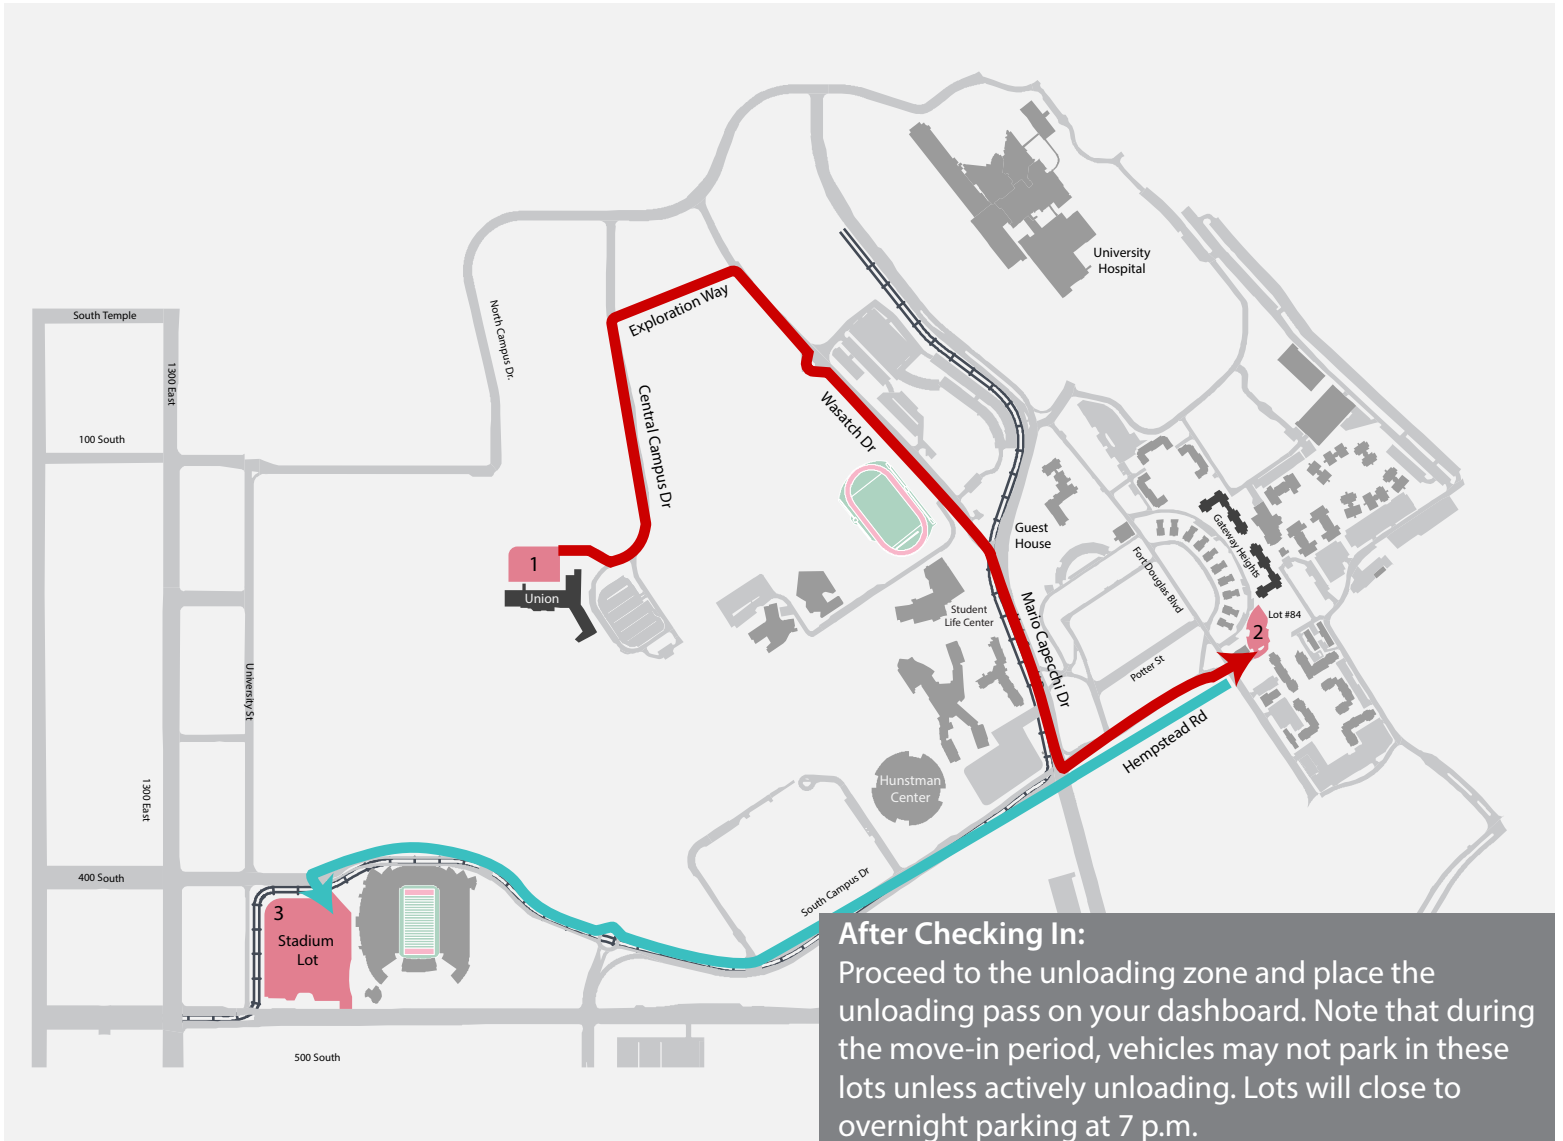 University
Hospital
Exploration Way
North Campus Dr.
South Temple
1300 East
Central Campus Dr
Wasatch Dr
100 South
Guest
House
Gateway Heights
Fort Douglas Blvd
1
Union
Student
Life Center
Mario Capecchi Dr
Lot #84
2
Potter St
University St
Hempstead Rd
1300 East
Hunstman
Center
400 South
South Campus Dr
3
Stadium
Lot
500 South
After Checking In:
Proceed to the unloading zone and place the
unloading pass on your dashboard. Note that during
the move-in period, vehicles may not park in these
lots unless actively unloading. Lots will close to
overnight parking at 7 p.m.